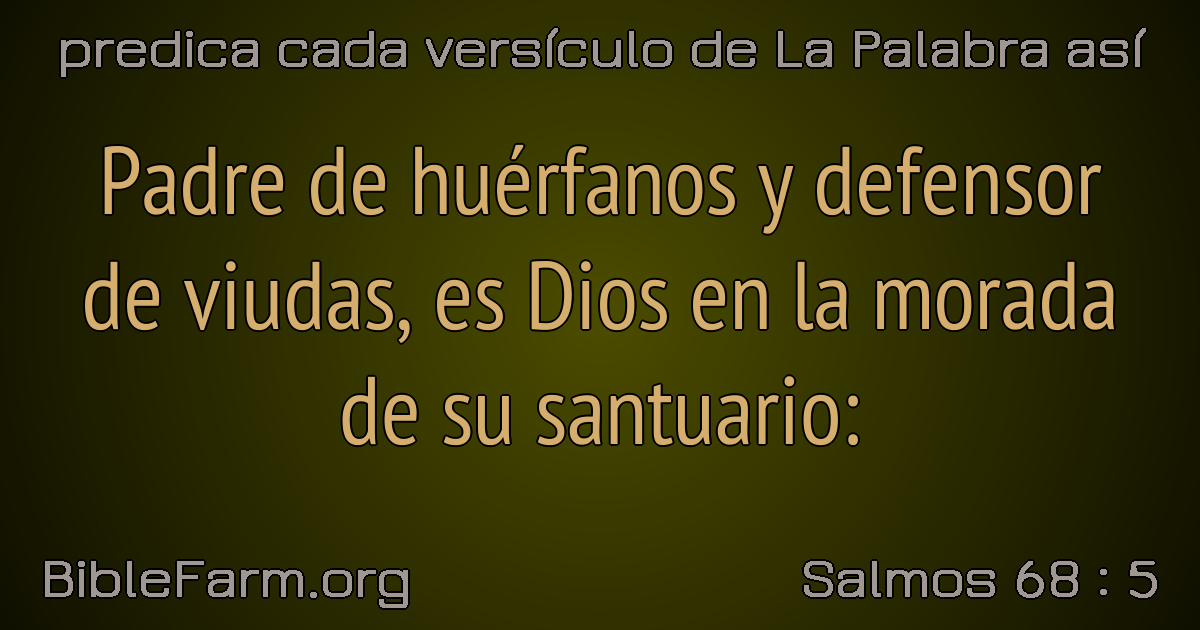 predica cada versículo de La Palabra así
Padre de huérfanos y defensor
de viudas, es Dios en la morada
de su santuario:
BibleFarm.org
Salmos 68 : 5